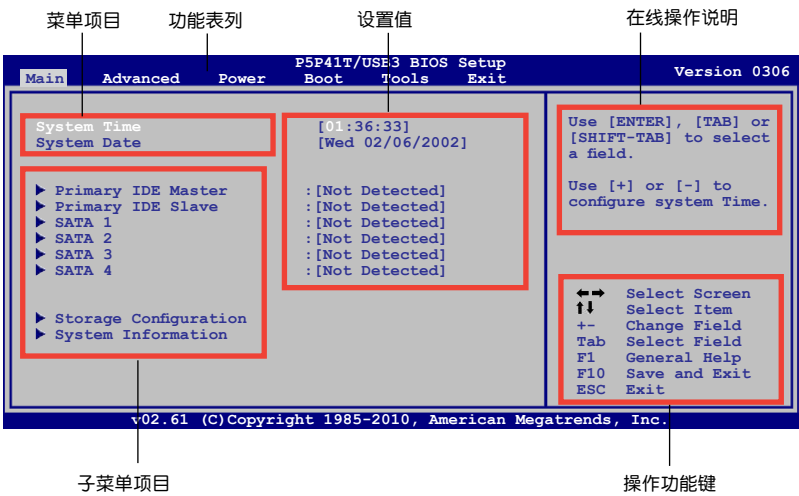 菜单项目 功能表列 设置值 在线操作说明
P5P41T/USB3 BIOS Setup Version 0306
Main Advanced Power Boot Tools Exit
System Time [01:36:33]
System Date [Wed 02/06/2002]
Primary IDE Master :[Not Detected]
Primary IDE Slave :[Not Detected]
SATA 1 :[Not Detected]
SATA 2 :[Not Detected]
SATA 3 :[Not Detected]
SATA 4 :[Not Detected]
Storage Configuration
System Information
Use [ENTER], [TAB] or
[SHIFT-TAB] to select
a field.
Use [+] or [-] to
configure system Time.
←→ Select Screen
↑↓ Select Item
+- Change Field
Tab Select Field
F1 General Help
F10 Save and Exit
ESC Exit
v02.61 (C)Copyright 1985-2010, American Megatrends, Inc.
子菜单项目 操作功能键